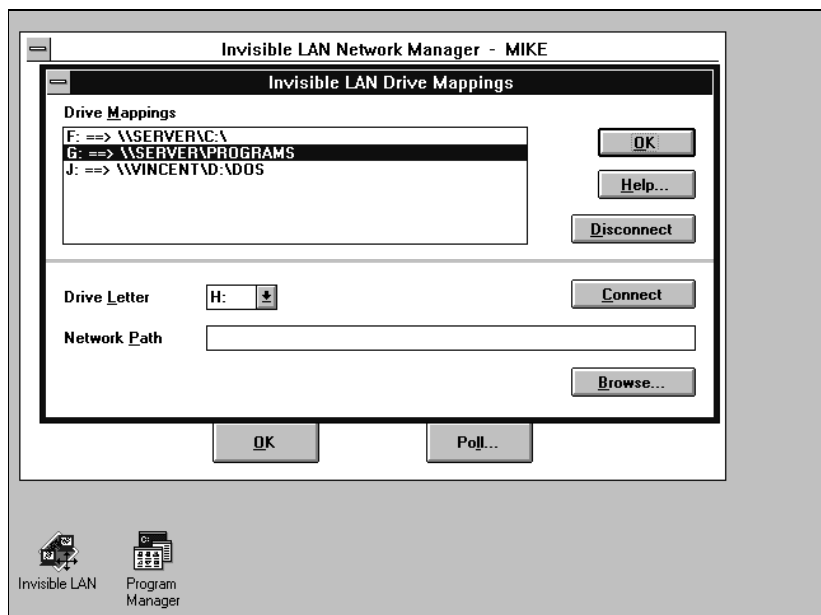 Invisible LAN Network Manager - MIKE
Invisible LAN Drive Mappings
Drive Mappings
F: ==> \\SERVER\C:\
G: ==> \\SERVER\PROGRAMS
J: ==> \\VINCENT\D:\DOS
OK
Help...
Disconnect
Drive Letter
H:
Connect
Network Path
Browse...
OK
Poll...
C:
Invisible LAN
Program
Manager